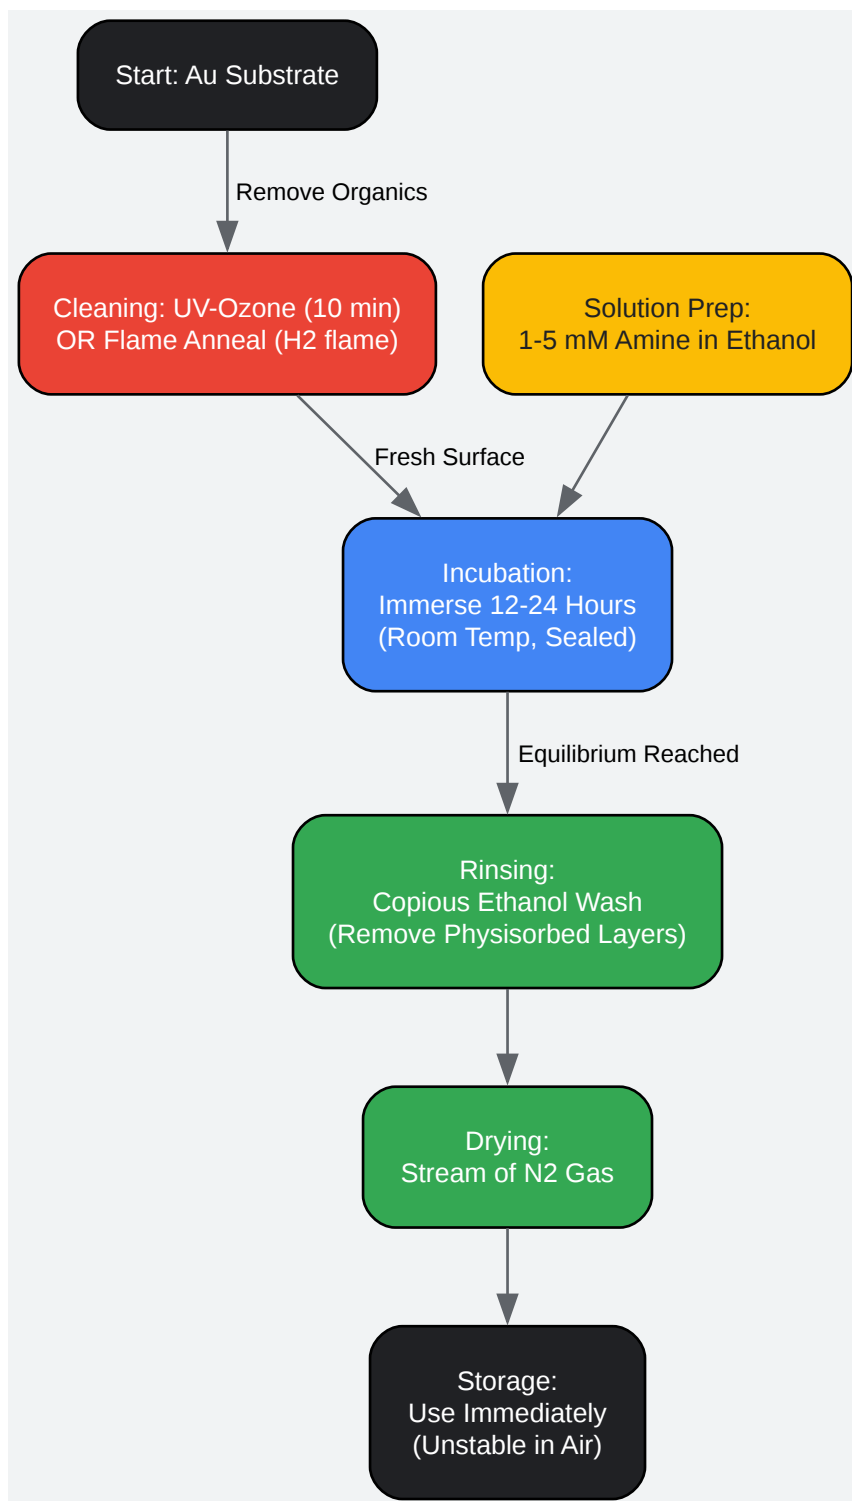 Start: Au Substrate
Remove Organics
Cleaning: UV-Ozone (10 min)
OR Flame Anneal (H2 flame)
Solution Prep:
1-5 mM Amine in Ethanol
Fresh Surface
Incubation:
Immerse 12-24 Hours
(Room Temp, Sealed)
Equilibrium Reached
Rinsing:
Copious Ethanol Wash
(Remove Physisorbed Layers)
Drying:
Stream of N2 Gas
Storage:
Use Immediately
(Unstable in Air)